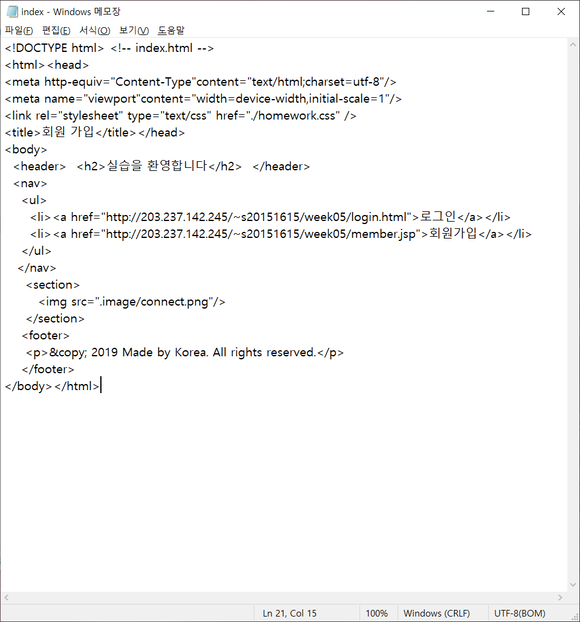 index - Windows 메모장
파일(F) 편집(E) 서식(O) 보기(V) 도움말
<!DOCTYPE html> <!-- index.html -->
<html><head>
<meta http-equiv="Content-Type"content="text/html;charset=utf-8"/>
<meta name="viewport"content="width=device-width,initial-scale=1"/>
<link rel="stylesheet" type="text/css" href="./homework.css" />
<title>회원 가입</title></head>
<body>
<header> <h2>실습을 환영합니다</h2> </header>
<nav>
<ul>
<li><a href="http://203.237.142.245/~s20151615/week05/login.html">로그인</a></li>
<li><a href="http://203.237.142.245/~s20151615/week05/member.jsp">회원가입</a></li>
</ul>
</nav>
<section>
<img src=".image/connect.png"/>
</section>
<footer>
<p>&copy; 2019 Made by Korea. All rights reserved.</p>
</footer>
</body></html>
Ln 21, Col 15 100% Windows (CRLF) UTF-8(BOM)